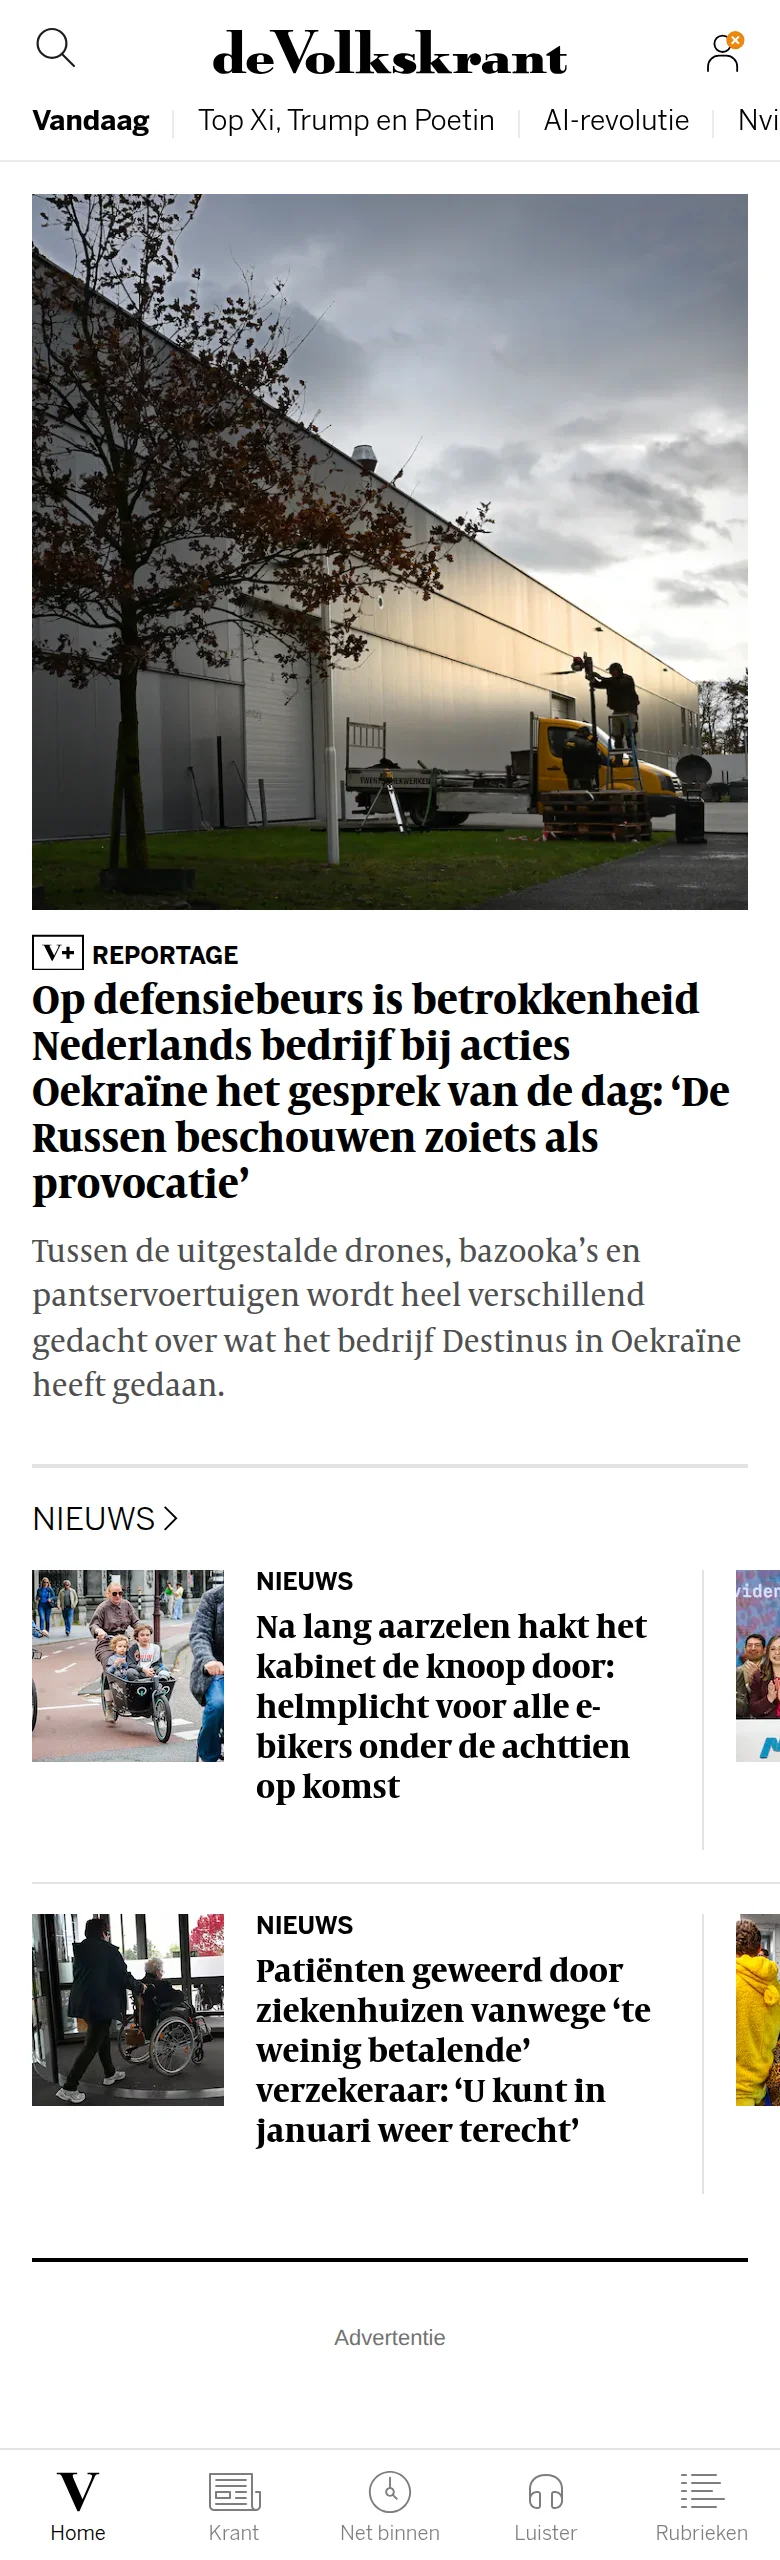 deVolkskrant
Vandaag
Top Xi, Trump en Poetin
AI-revolutie
Nvi
V+ REPORTAGE
Op defensiebeurs is betrokkenheid
Nederlands bedrijf bij acties
Oekraïne het gesprek van de dag: ‘De
Russen beschouwen zoiets als
provocatie’
Tussen de uitgestalde drones, bazooka’s en
pantservoertuigen wordt heel verschillend
gedacht over wat het bedrijf Destinus in Oekraïne
heeft gedaan.
NIEUWS
NIEUWS
Na lang aarzelen hakt het
kabinet de knoop door:
helmplicht voor alle e-
bikers onder de achttien
op komst
NIEUWS
Patiënten geweerd door
ziekenhuizen vanwege ‘te
weinig betalende’
verzekeraar: ‘U kunt in
januari weer terecht’
Advertentie
V
Home
Krant
Net binnen
Luister
Rubrieken